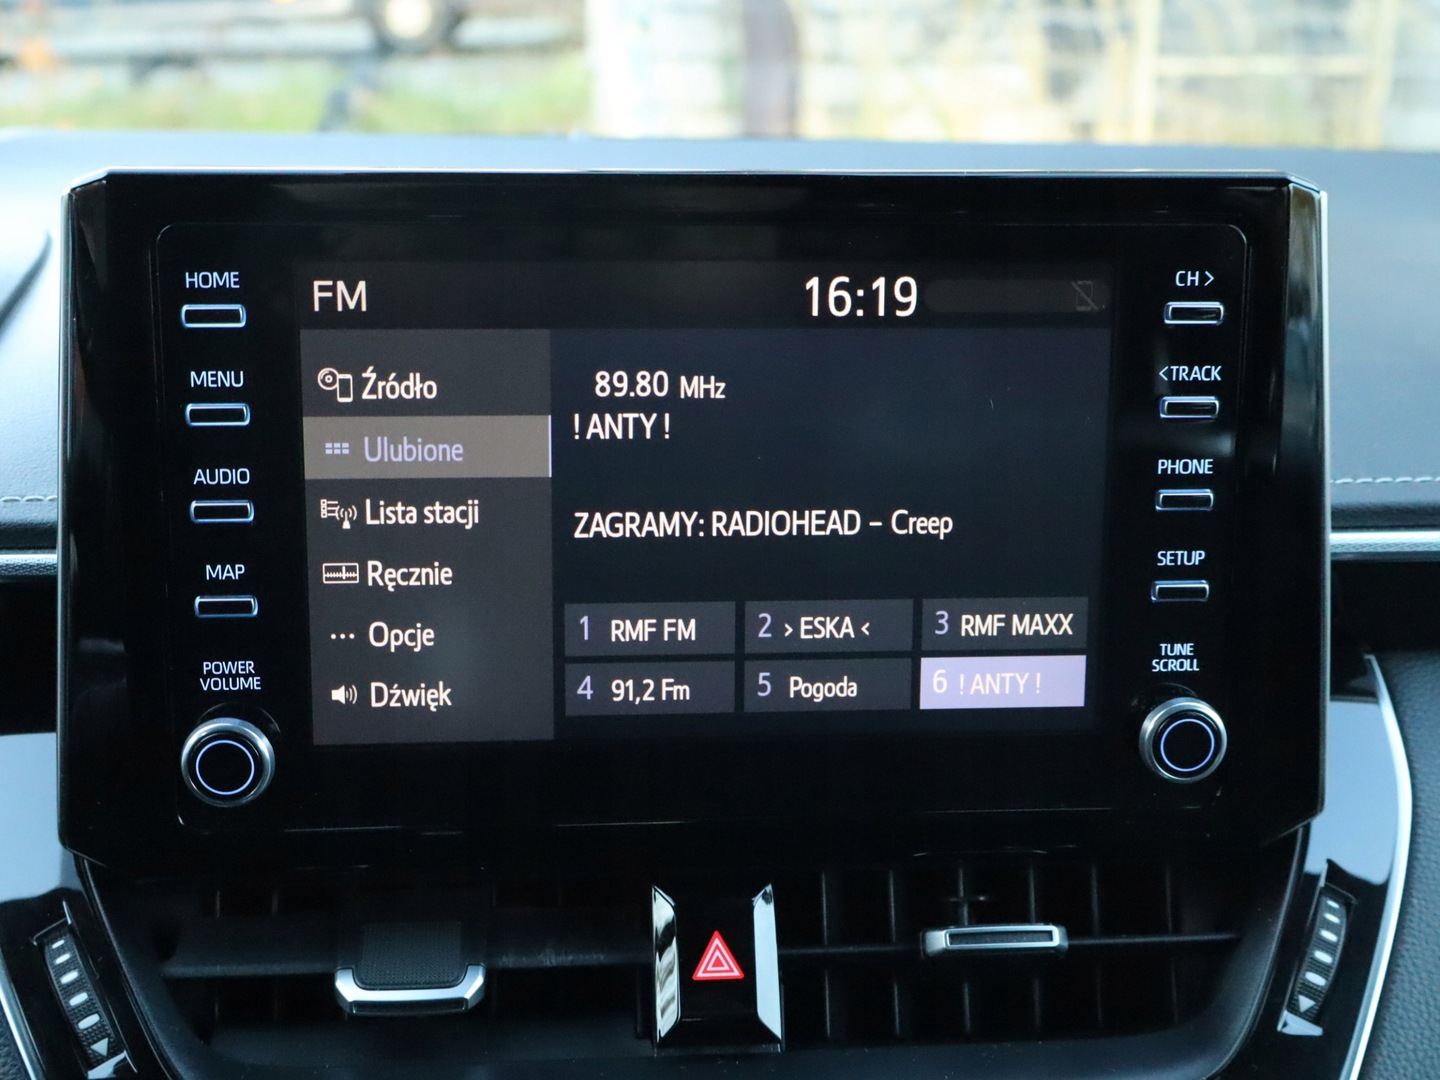 HOME
MENU
AUDIO
MAP
POWER
VOLUME
FM
16:19
Źródło
Ulubione
Lista stacji
Ręcznie
Opcje
Dźwięk
89.80 MHz
! ANTY !
ZAGRAMY: RADIOHEAD - Creep
1 RMF FM
2 › ESKA ‹
3 RMF MAXX
4 91,2 Fm
5 Pogoda
6 ! ANTY !
CH >
< TRACK
PHONE
SETUP
TUNE
SCROLL